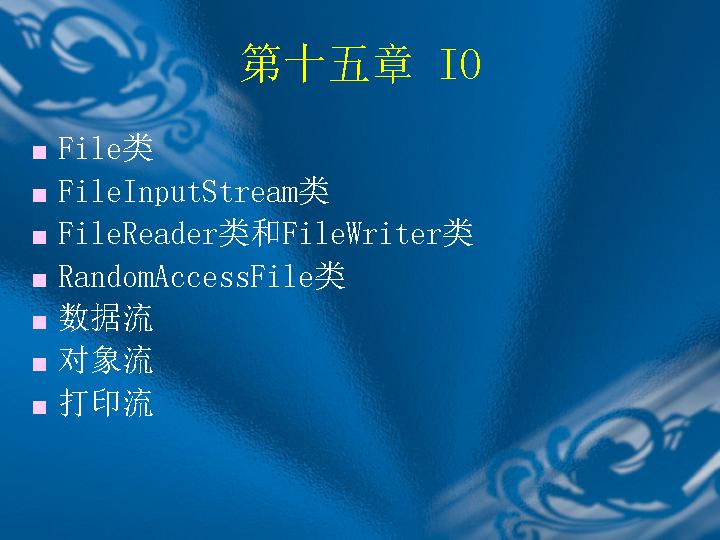 第十五章 IO
File类
FileInputStream类
FileReader类和FileWriter类
RandomAccessFile类
数据流
对象流
打印流